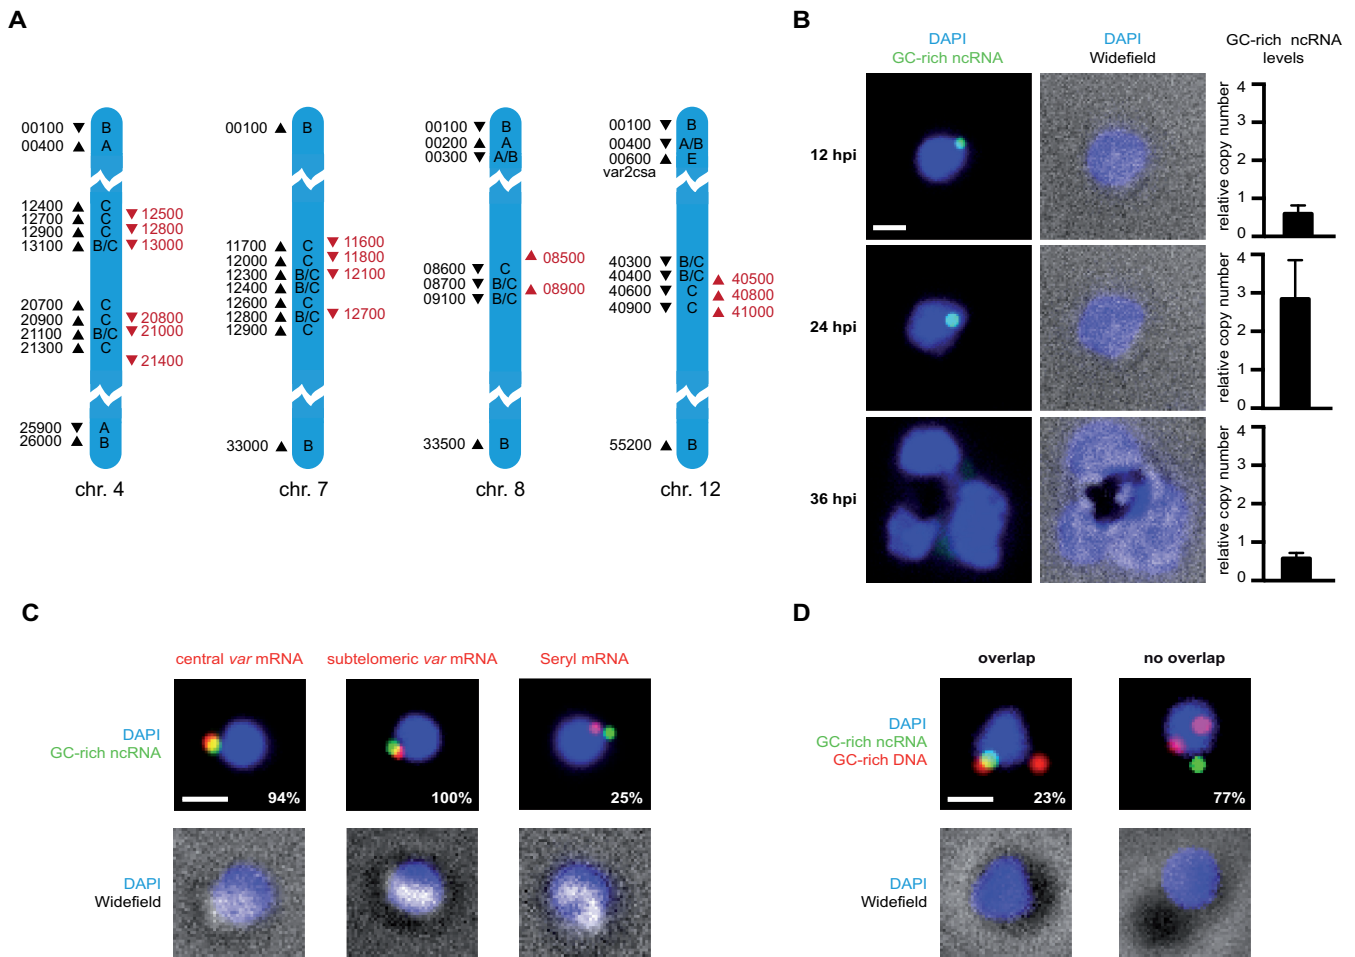 A
00100 ▼ B
00400 ▲ A
12400 ▲ C
▼ 12500
12700 ▲ C
▼ 12800
12900 ▲ C
13100 ▲ B/C ▼ 13000
20700 ▲ C
20900 ▲ C ▼ 20800
21100 ▲ B/C ▼ 21000
21300 ▲ C
▼ 21400
25900 ▼ A
26000 ▲ B
chr. 4
00100 ▲ B
11700 ▲ C ▼ 11600
12000 ▲ C ▼ 11800
12300 ▲ B/C ▼ 12100
12400 ▲ B/C
12600 ▲ C
12800 ▲ B/C ▼ 12700
12900 ▲ C
33000 ▲ B
chr. 7
00100 ▼ B
00200 ▲ A
00300 ▼ A/B
▲ 08500
08600 ▼ C
08700 ▼ B/C ▲ 08900
09100 ▼ B/C
33500 ▲ B
chr. 8
00100 ▼ B
00400 ▼ A/B
00600 ▲ E
var2csa
40300 ▼ B/C
40400 ▼ B/C ▲ 40500
40600 ▼ C ▲ 40800
40900 ▼ C ▲ 41000
55200 ▲ B
chr. 12
B
DAPI
GC-rich ncRNA
DAPI
Widefield
GC-rich ncRNA
levels
12 hpi
relative copy number
4
3
2
1
0
24 hpi
relative copy number
4
3
2
1
0
36 hpi
relative copy number
4
3
2
1
0
C
central var mRNA
subtelomeric var mRNA
Seryl mRNA
DAPI
GC-rich ncRNA
94%
100%
25%
DAPI
Widefield
D
overlap
no overlap
DAPI
GC-rich ncRNA
GC-rich DNA
23%
77%
DAPI
Widefield